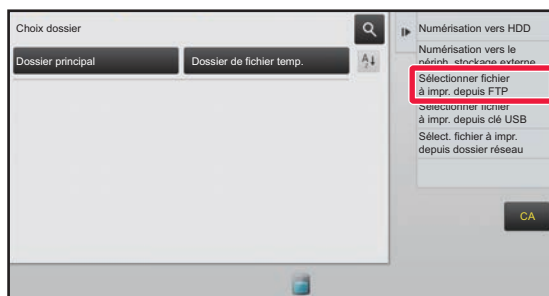 Choix dossier
Dossier principal
Dossier de fichier temp.
Numérisation vers HDD
Numérisation vers le
périph. stockage externe
Sélectionner fichier
à impr. depuis FTP
Sélectionner fichier
à impr. depuis clé USB
Sélect. fichier à impr.
depuis dossier réseau
CA